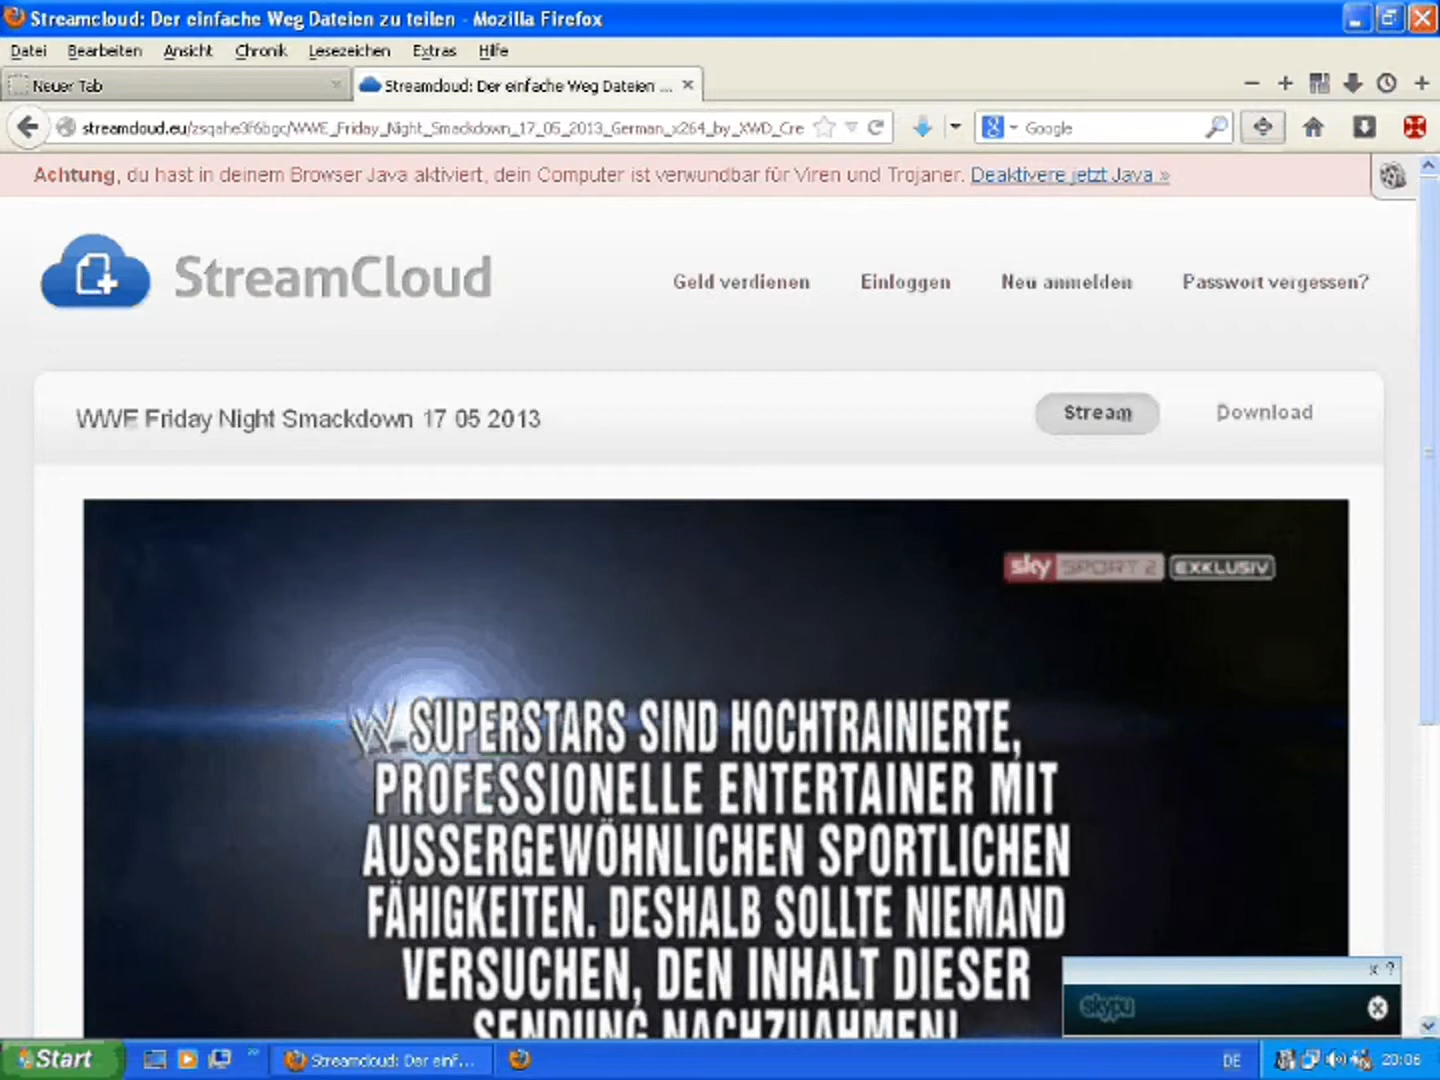 Streamcloud: Der einfache Weg Dateien zu teilen - Mozilla Firefox
Datei Bearbeiten Ansicht Chronik Lesezeichen Extras Hilfe
Neuer Tab
Streamcloud: Der einfache Weg Dateien ...
streamcloud.eu/zsqahe3f6bgc/WWE_Friday_Night_Smackdown_17_05_2013_German_x264_by_XWD_Cre
Google
Achtung, du hast in deinem Browser Java aktiviert, dein Computer ist verwundbar für Viren und Trojaner. Deaktivere jetzt Java »
StreamCloud
Geld verdienen Einloggen Neu anmelden Passwort vergessen?
WWE Friday Night Smackdown 17 05 2013
Stream Download
sky SPORT 2 EXKLUSIV
W SUPERSTARS SIND HOCHTRAINIERTE,
PROFESSIONELLE ENTERTAINER MIT
AUSSERGEWÖHNLICHEN SPORTLICHEN
FÄHIGKEITEN. DESHALB SOLLTE NIEMAND
VERSUCHEN, DEN INHALT DIESER
SENDUNG NACHZUAHMEN!
x ?
skypu
Start
Streamcloud: Der einf...
DE
20:06